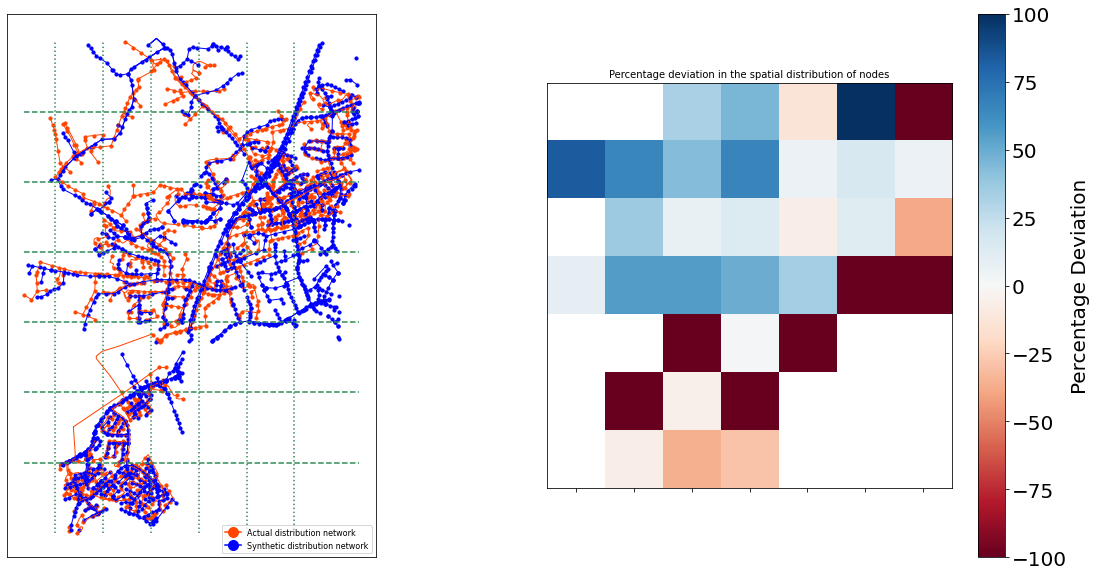 Percentage deviation in the spatial distribution of nodes
100
75
50
25
0
−25
−50
−75
−100
Percentage Deviation
Actual distribution network
Synthetic distribution network